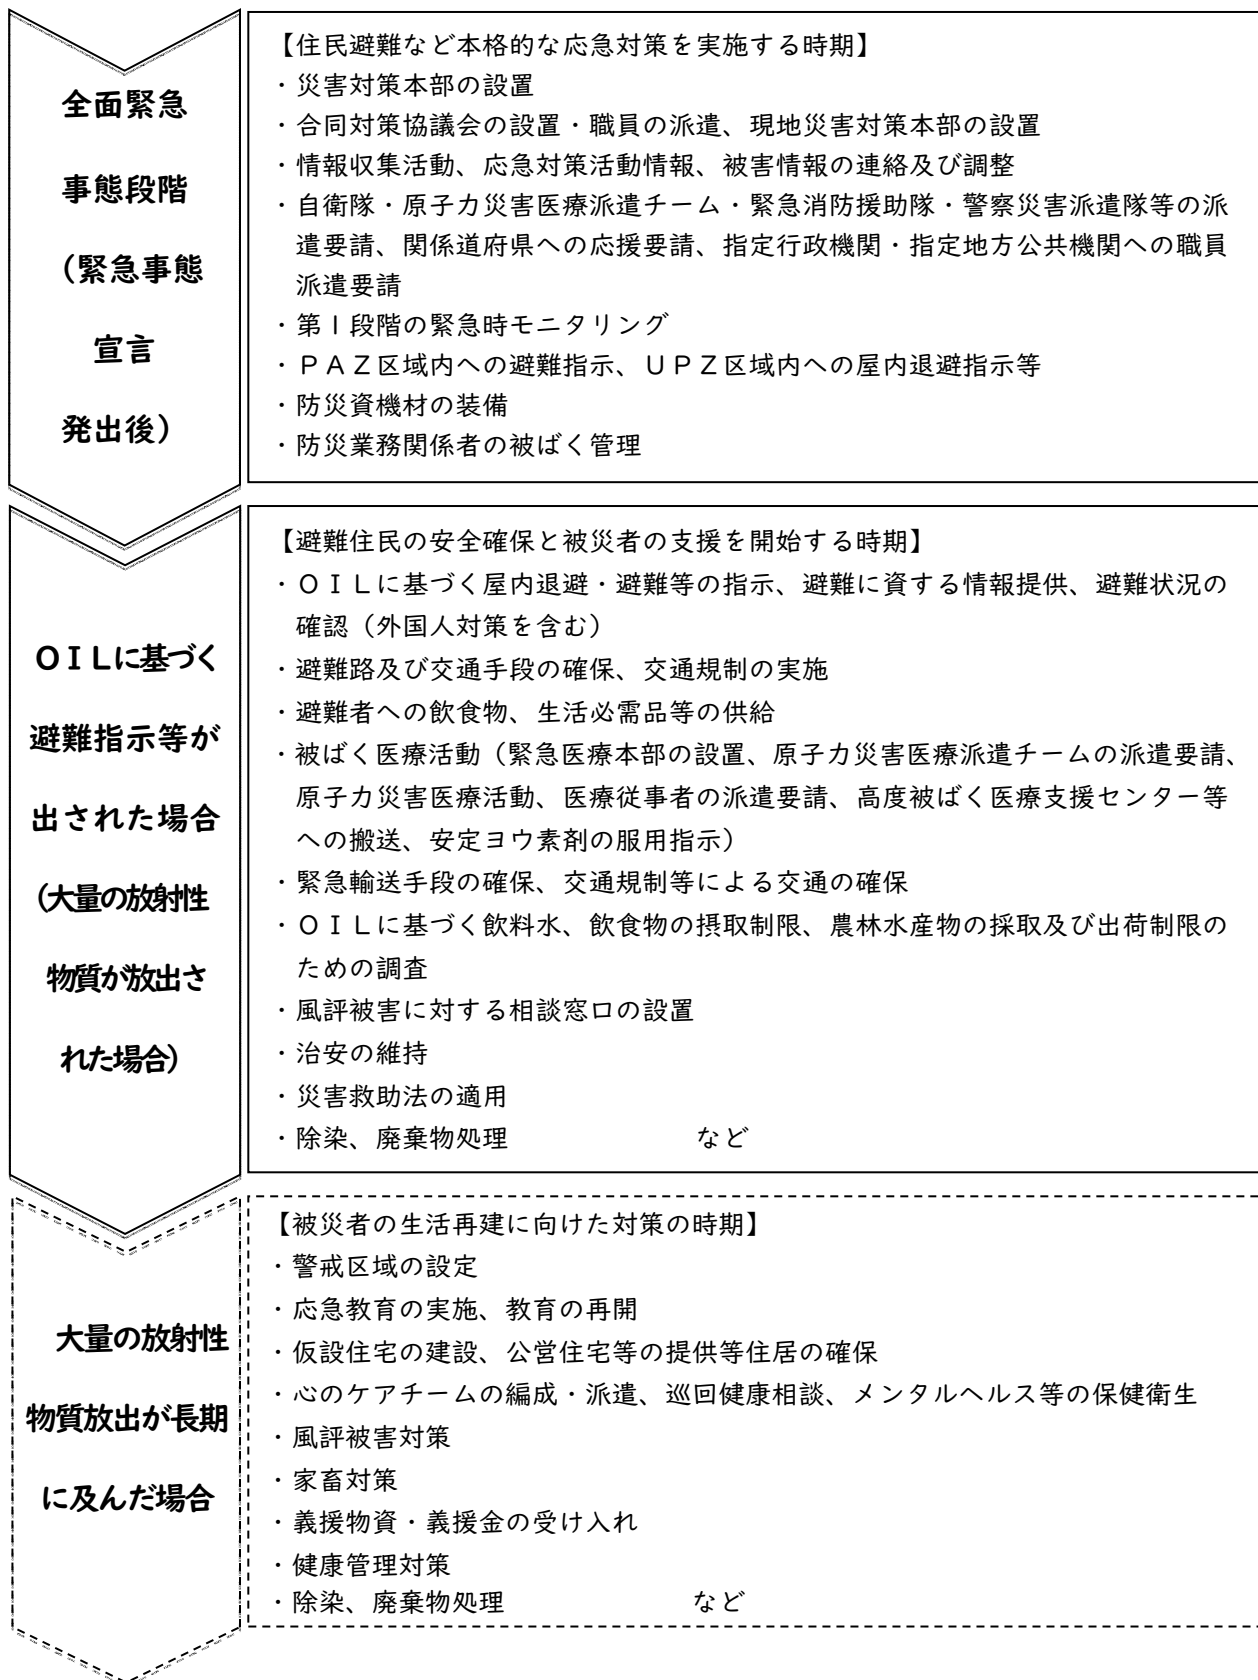 全面緊急
事態段階
（緊急事態
宣言
発出後）
【住民避難など本格的な応急対策を実施する時期】
・災害対策本部の設置
・合同対策協議会の設置・職員の派遣、現地災害対策本部の設置
・情報収集活動、応急対策活動情報、被害情報の連絡及び調整
・自衛隊・原子力災害医療派遣チーム・緊急消防援助隊・警察災害派遣隊等の派
遣要請、関係道府県への応援要請、指定行政機関・指定地方公共機関への職員
派遣要請
・第１段階の緊急時モニタリング
・ＰＡＺ区域内への避難指示、ＵＰＺ区域内への屋内退避指示等
・防災資機材の装備
・防災業務関係者の被ばく管理
ＯＩＬに基づく
避難指示等が
出された場合
（大量の放射性
物質が放出さ
れた場合）
【避難住民の安全確保と被災者の支援を開始する時期】
・ＯＩＬに基づく屋内退避・避難等の指示、避難に資する情報提供、避難状況の
確認（外国人対策を含む）
・避難路及び交通手段の確保、交通規制の実施
・避難者への飲食物、生活必需品等の供給
・被ばく医療活動（緊急医療本部の設置、原子力災害医療派遣チームの派遣要請、
原子力災害医療活動、医療従事者の派遣要請、高度被ばく医療支援センター等
への搬送、安定ヨウ素剤の服用指示）
・緊急輸送手段の確保、交通規制等による交通の確保
・ＯＩＬに基づく飲料水、飲食物の摂取制限、農林水産物の採取及び出荷制限の
ための調査
・風評被害に対する相談窓口の設置
・治安の維持
・災害救助法の適用
・除染、廃棄物処理　　　　　　　など
大量の放射性
物質放出が長期
に及んだ場合
【被災者の生活再建に向けた対策の時期】
・警戒区域の設定
・応急教育の実施、教育の再開
・仮設住宅の建設、公営住宅等の提供等住居の確保
・心のケアチームの編成・派遣、巡回健康相談、メンタルヘルス等の保健衛生
・風評被害対策
・家畜対策
・義援物資・義援金の受け入れ
・健康管理対策
・除染、廃棄物処理　　　　　　　など